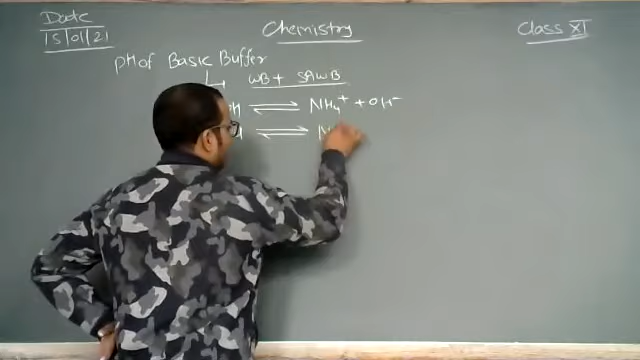 Date
15/01/21
Chemistry
Class XI
pH of Basic Buffer
WB + SAWB
H ⇌ NH4+ + OH-
⇌ N